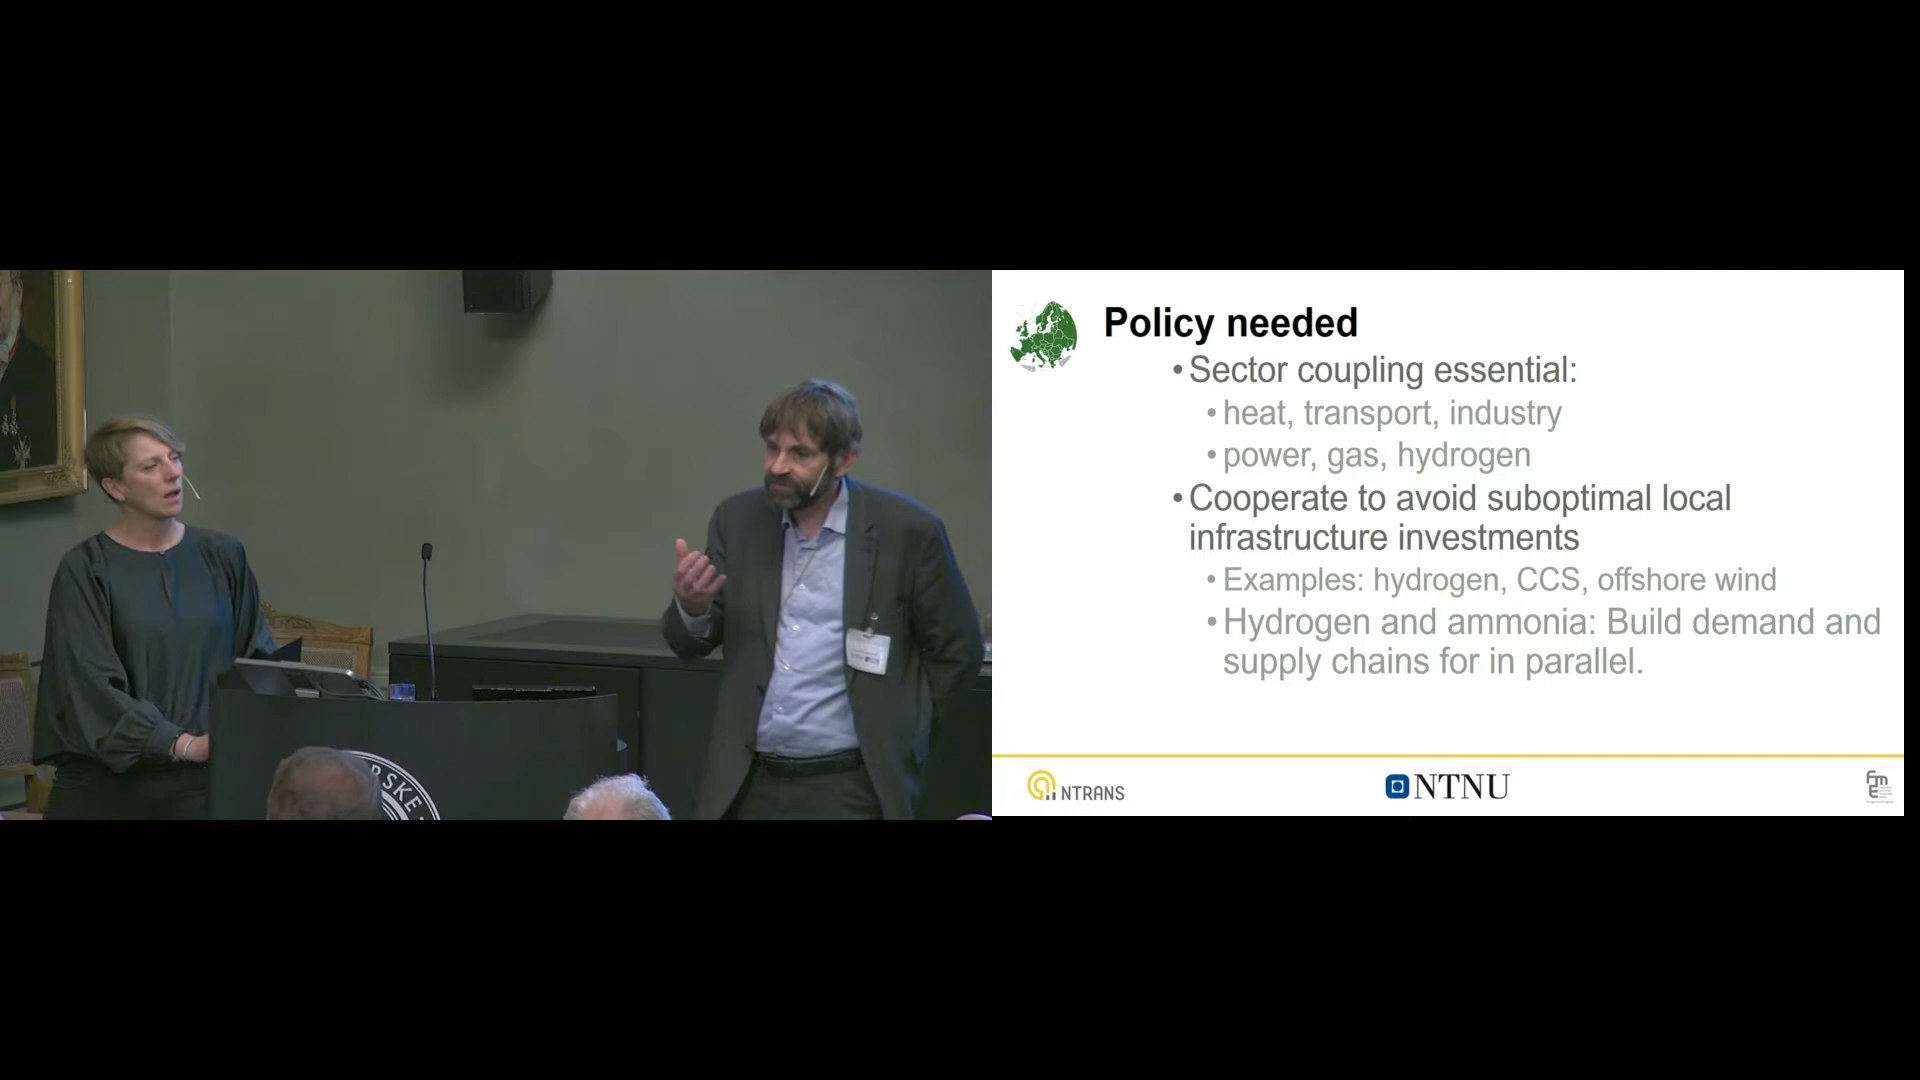 RSKE
Policy needed
• Sector coupling essential:
• heat, transport, industry
• power, gas, hydrogen
• Cooperate to avoid suboptimal local
infrastructure investments
• Examples: hydrogen, CCS, offshore wind
• Hydrogen and ammonia: Build demand and
supply chains for in parallel.
NTRANS
NTNU